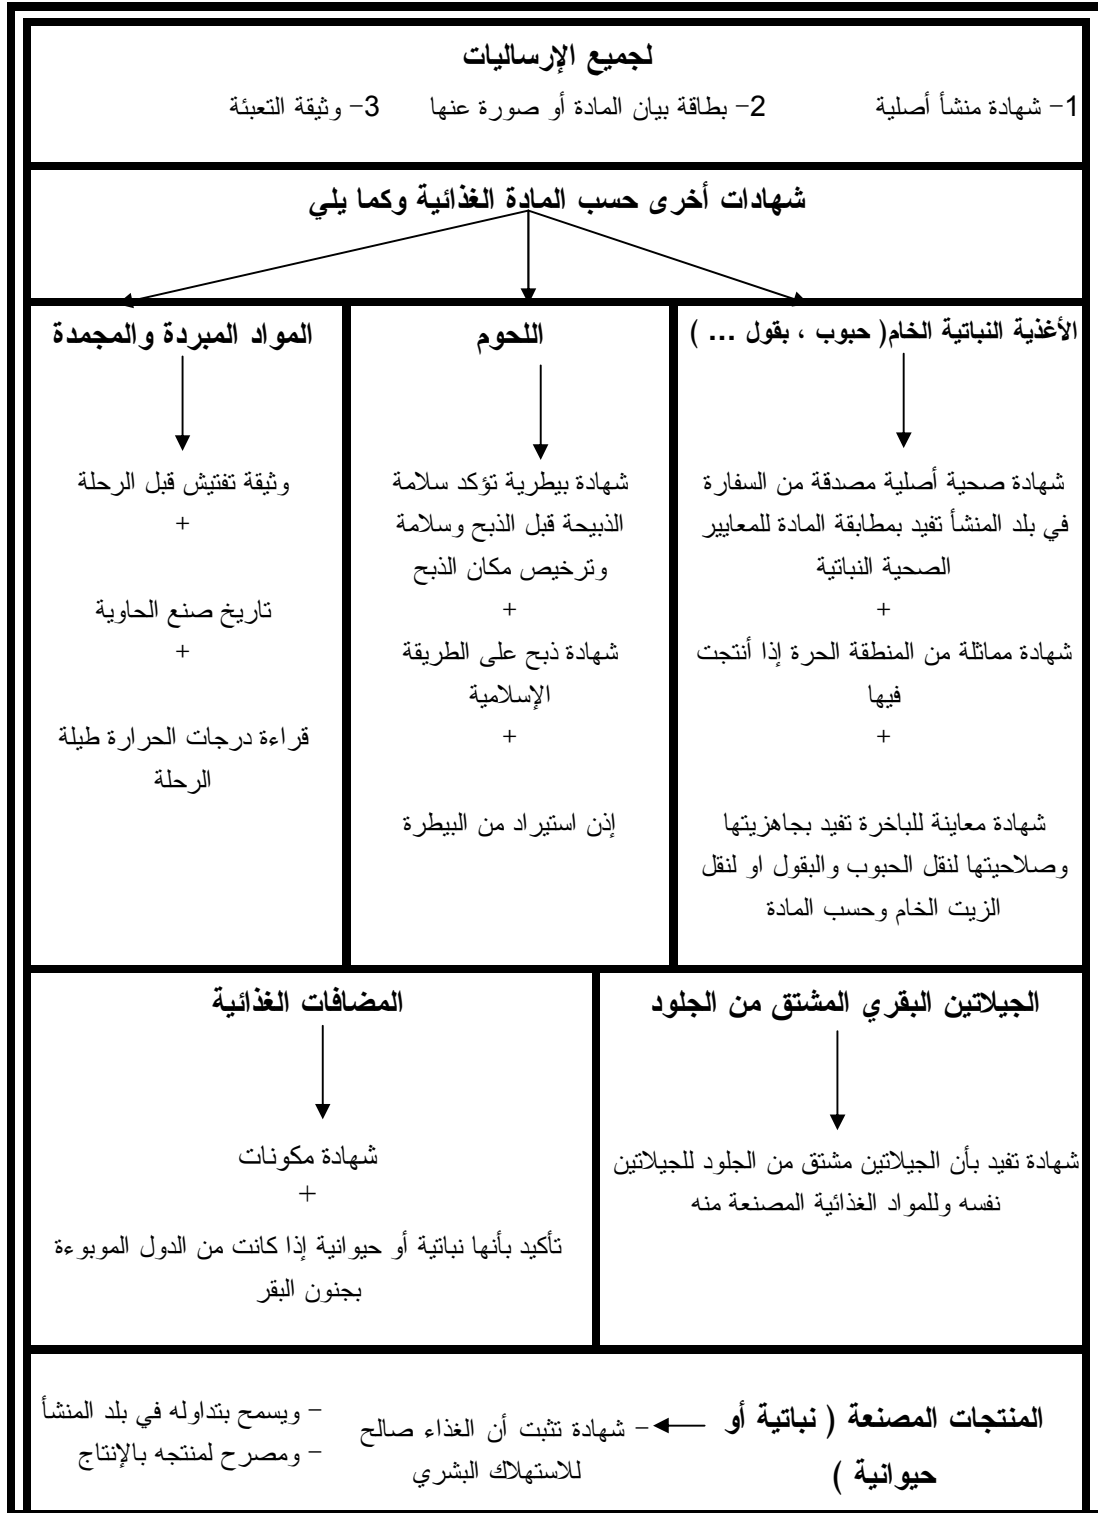 لجميع الإرساليات
1- شهادة منشأ أصلية 2- بطاقة بيان المادة أو صورة عنها 3- وثيقة التعبئة
شهادات أخرى حسب المادة الغذائية وكما يلي
الأغذية النباتية الخام( حبوب ، بقول ... )
شهادة صحية أصلية مصدقة من السفارة
في بلد المنشأ تفيد بمطابقة المادة للمعايير
الصحية النباتية
+
شهادة مماثلة من المنطقة الحرة إذا أنتجت
فيها
+
شهادة معاينة للباخرة تفيد بجاهزيتها
وصلاحيتها لنقل الحبوب والبقول او لنقل
الزيت الخام وحسب المادة
اللحوم
شهادة بيطرية تؤكد سلامة
الذبيحة قبل الذبح وسلامة
وترخيص مكان الذبح
+
شهادة ذبح على الطريقة
الإسلامية
+
إذن استيراد من البيطرة
المواد المبردة والمجمدة
وثيقة تفتيش قبل الرحلة
+
تاريخ صنع الحاوية
+
قراءة درجات الحرارة طيلة
الرحلة
الجيلاتين البقري المشتق من الجلود
شهادة تفيد بأن الجيلاتين مشتق من الجلود للجيلاتين
نفسه وللمواد الغذائية المصنعة منه
المضافات الغذائية
شهادة مكونات
+
تأكيد بأنها نباتية أو حيوانية إذا كانت من الدول الموبوءة
بجنون البقر
المنتجات المصنعة ( نباتية أو
حيوانية )
- شهادة تثبت أن الغذاء صالح
للاستهلاك البشري
- ويسمح بتداوله في بلد المنشأ
- ومصرح لمنتجه بالإنتاج